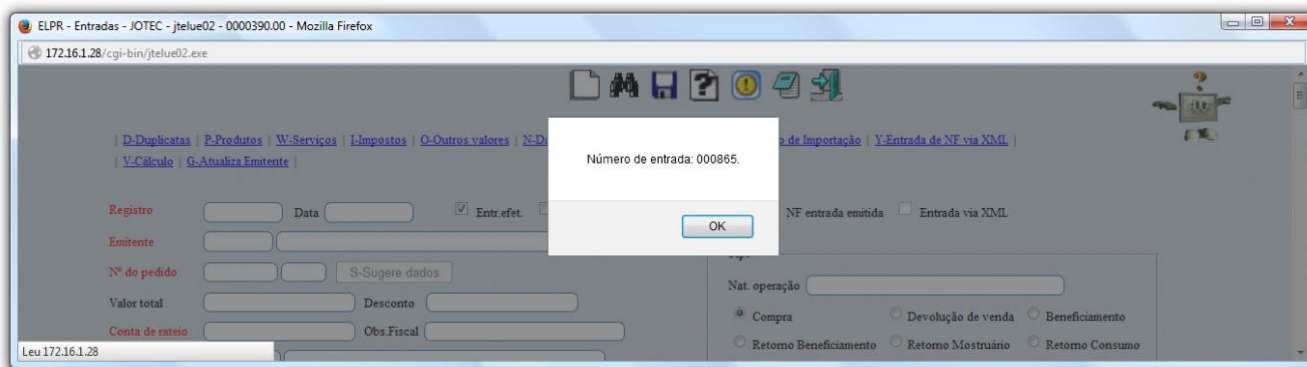 ELPR - Entradas - JOTEC - jtelue02 - 0000390.00 - Mozilla Firefox
172.16.1.28/cgi-bin/jtelue02.exe
| D-Duplicatas | P-Produtos | W-Serviços | I-Impostos | O-Outros valores | de Importação | Y-Entrada de NF via XML |
| V-Cálculo | G-Atualiza Emitente |
Número de entrada: 000865.
OK
Registro Data Entr.efet. NF entrada emitida Entrada via XML
Emitente
Nº do pedido S-Sugere dados
Nat. operação
Valor total Desconto
Compra Devolução de venda Beneficiamento
Conta de rateio Obs.Fiscal
Retorno Beneficiamento Retorno Mostruário Retorno Consumo
Leu 172.16.1.28